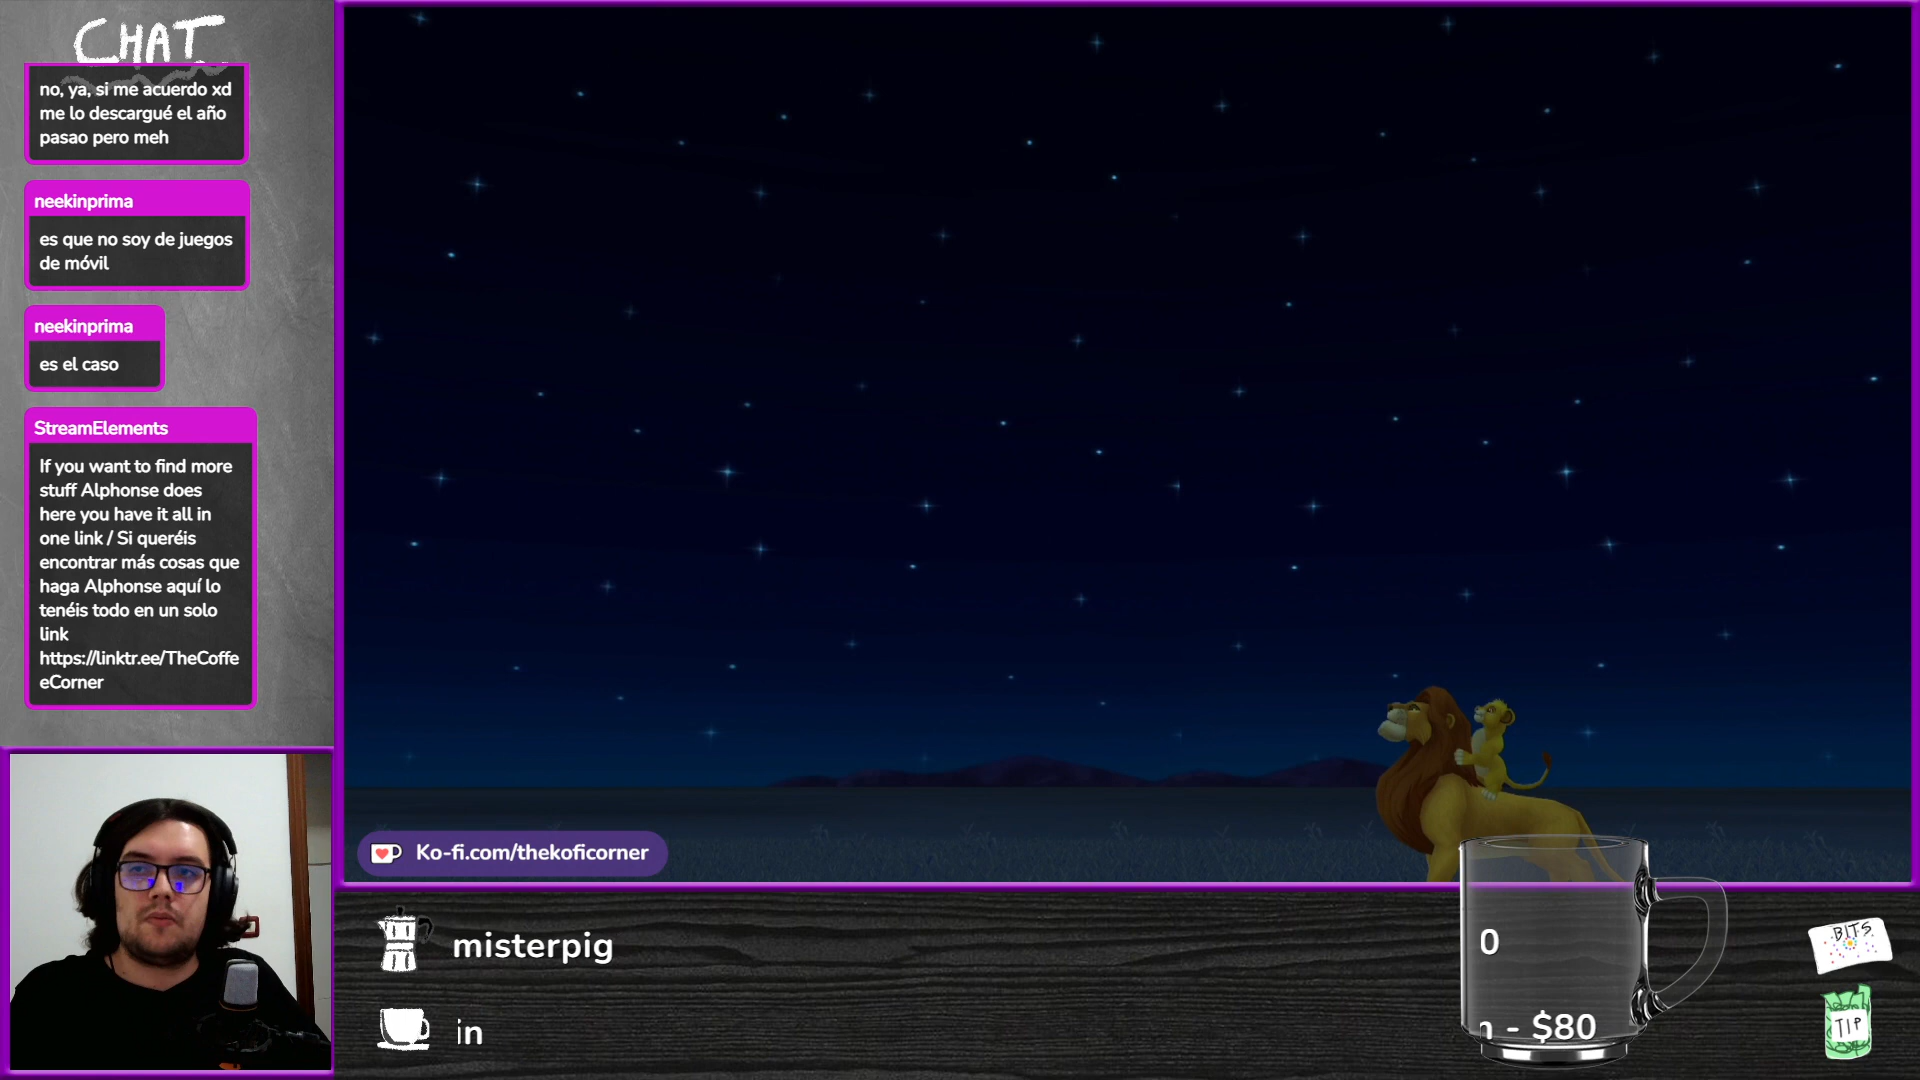 CHAT
no, ya, si me acuerdo xd
me lo descargué el año
pasao pero meh
neekinprima
es que no soy de juegos
de móvil
neekinprima
es el caso
StreamElements
If you want to find more
stuff Alphonse does
here you have it all in
one link / Si queréis
encontrar más cosas que
haga Alphonse aquí lo
tenéis todo en un solo
link
https://linktr.ee/TheCoffe
eCorner
Ko-fi.com/thekoficorner
misterpig
0
BITS
in
- $80
TIP